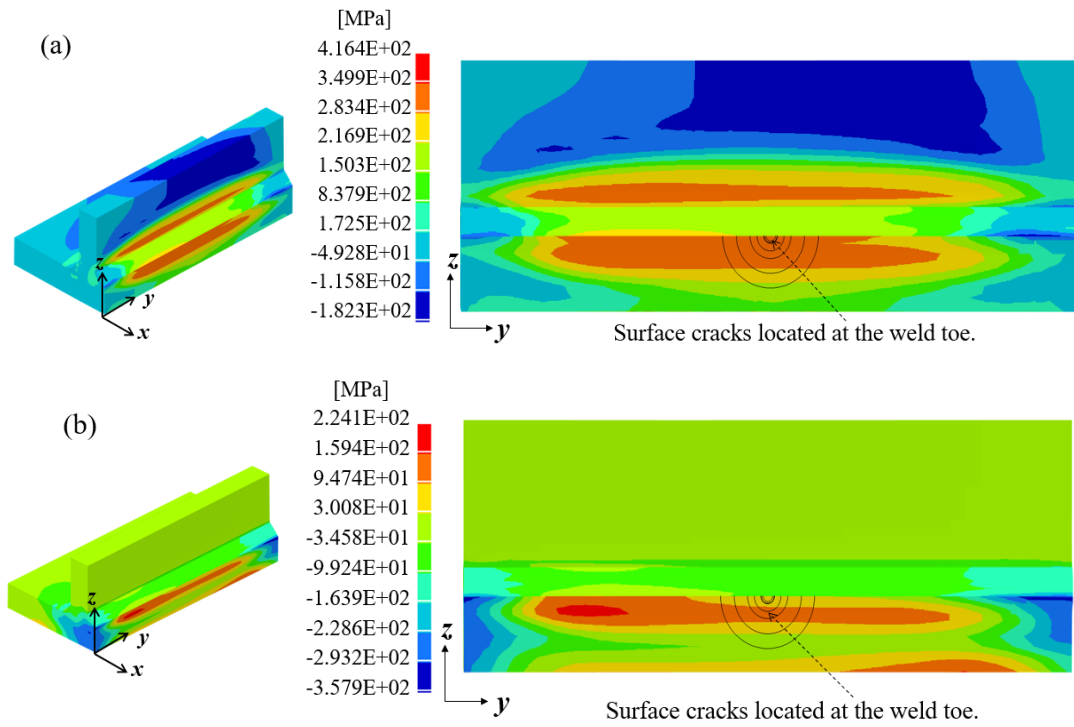 (a)
[MPa]
4.164E+02
3.499E+02
2.834E+02
2.169E+02
1.503E+02
8.379E+02
1.725E+02
-4.928E+01
-1.158E+02
-1.823E+02
z
y
x
z
y
Surface cracks located at the weld toe.
(b)
[MPa]
2.241E+02
1.594E+02
9.474E+01
3.008E+01
-3.458E+01
-9.924E+01
-1.639E+02
-2.286E+02
-2.932E+02
-3.579E+02
z
y
x
z
y
Surface cracks located at the weld toe.